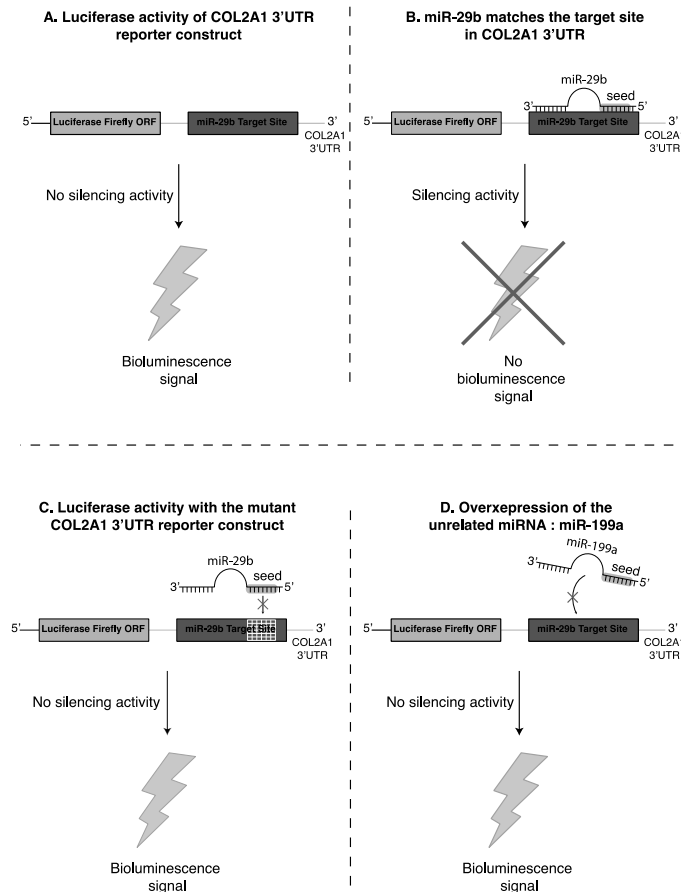 A. Luciferase activity of COL2A1 3'UTR
reporter construct
5'
Luciferase Firefly ORF
miR-29b Target Site
3'
COL2A1
3'UTR
No silencing activity
Bioluminescence
signal
B. miR-29b matches the target site
in COL2A1 3'UTR
miR-29b
3'
seed
5'
5'
Luciferase Firefly ORF
miR-29b Target Site
3'
COL2A1
3'UTR
Silencing activity
No
bioluminescence
signal
C. Luciferase activity with the mutant
COL2A1 3'UTR reporter construct
miR-29b
3'
seed
5'
5'
Luciferase Firefly ORF
miR-29b Target Site
3'
COL2A1
3'UTR
No silencing activity
Bioluminescence
signal
D. Overxepression of the
unrelated miRNA : miR-199a
miR-199a
3'
seed
5'
5'
Luciferase Firefly ORF
miR-29b Target Site
3'
COL2A1
3'UTR
No silencing activity
Bioluminescence
signal